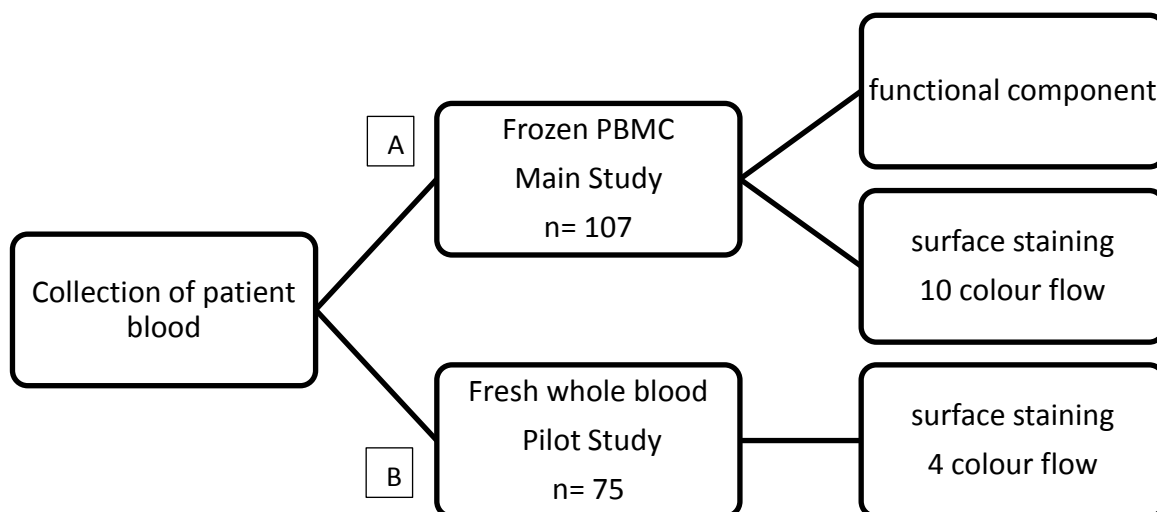 Collection of patient
blood
A
Frozen PBMC
Main Study
n= 107
functional component
surface staining
10 colour flow
B
Fresh whole blood
Pilot Study
n= 75
surface staining
4 colour flow